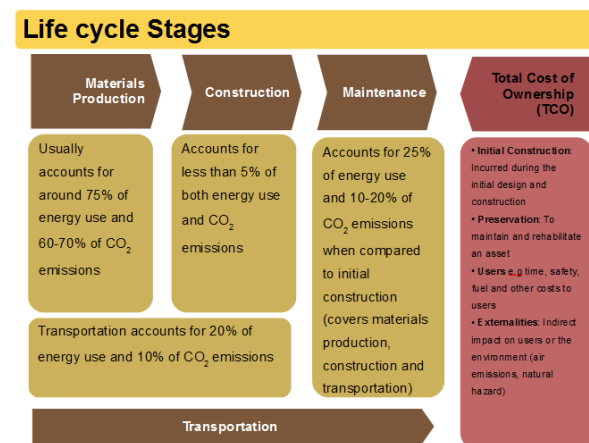 Life cycle Stages
Materials
Production
Construction
Maintenance
Total Cost of
Ownership
(TCO)
Usually
accounts for
around 75% of
energy use and
60-70% of CO2
emissions
Accounts for
less than 5% of
both energy use
and CO2
emissions
Accounts for 25%
of energy use
and 10-20% of
CO2 emissions
when compared
to initial
construction
(covers materials
production,
construction and
transportation)
• Initial Construction:
Incurred during the
initial design and
construction
• Preservation: To
maintain and rehabilitate
an asset
• Users e.g time, safety,
fuel and other costs to
users
• Externalities: Indirect
impact on users or the
environment (air
emissions, natural
hazard)
Transportation accounts for 20% of
energy use and 10% of CO2 emissions
Transportation